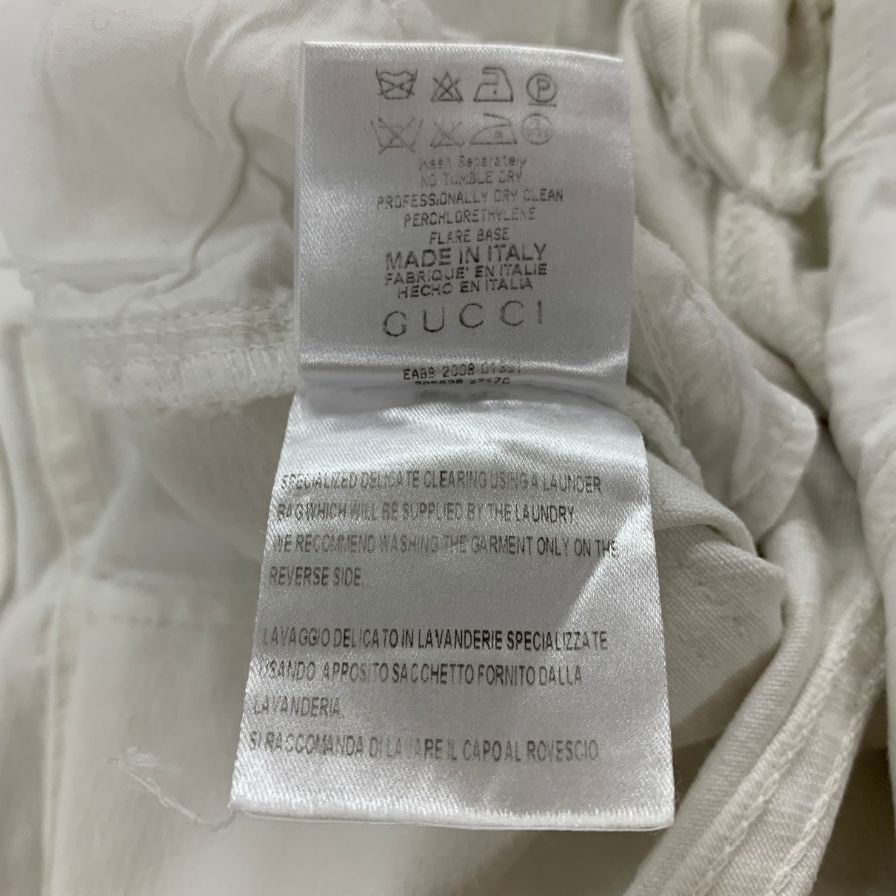 Wash Separately
NO TUMBLE DRY
PROFESSIONALLY DRY CLEAN
PERCHLORETHYLENE
FLARE BASE
MADE IN ITALY
FABRIQUE' EN ITALIE
HECHO EN ITALIA
GUCCI
2009
SPECIALIZED DELICATE CLEARING USING A LAUNDER
BAG WHICH WILL BE SUPPLIED BY THE LAUNDRY
WE RECOMMEND WASHING THE GARMENT ONLY ON THE
REVERSE SIDE.
LAVAGGIO DELICATO IN LAVANDERIE SPECIALIZZATE
USANDO APPOSITO SACCHETTO FORNITO DALLA
LAVANDERIA.
SI RACCOMANDA DI LAVARE IL CAPO AL ROVESCIO